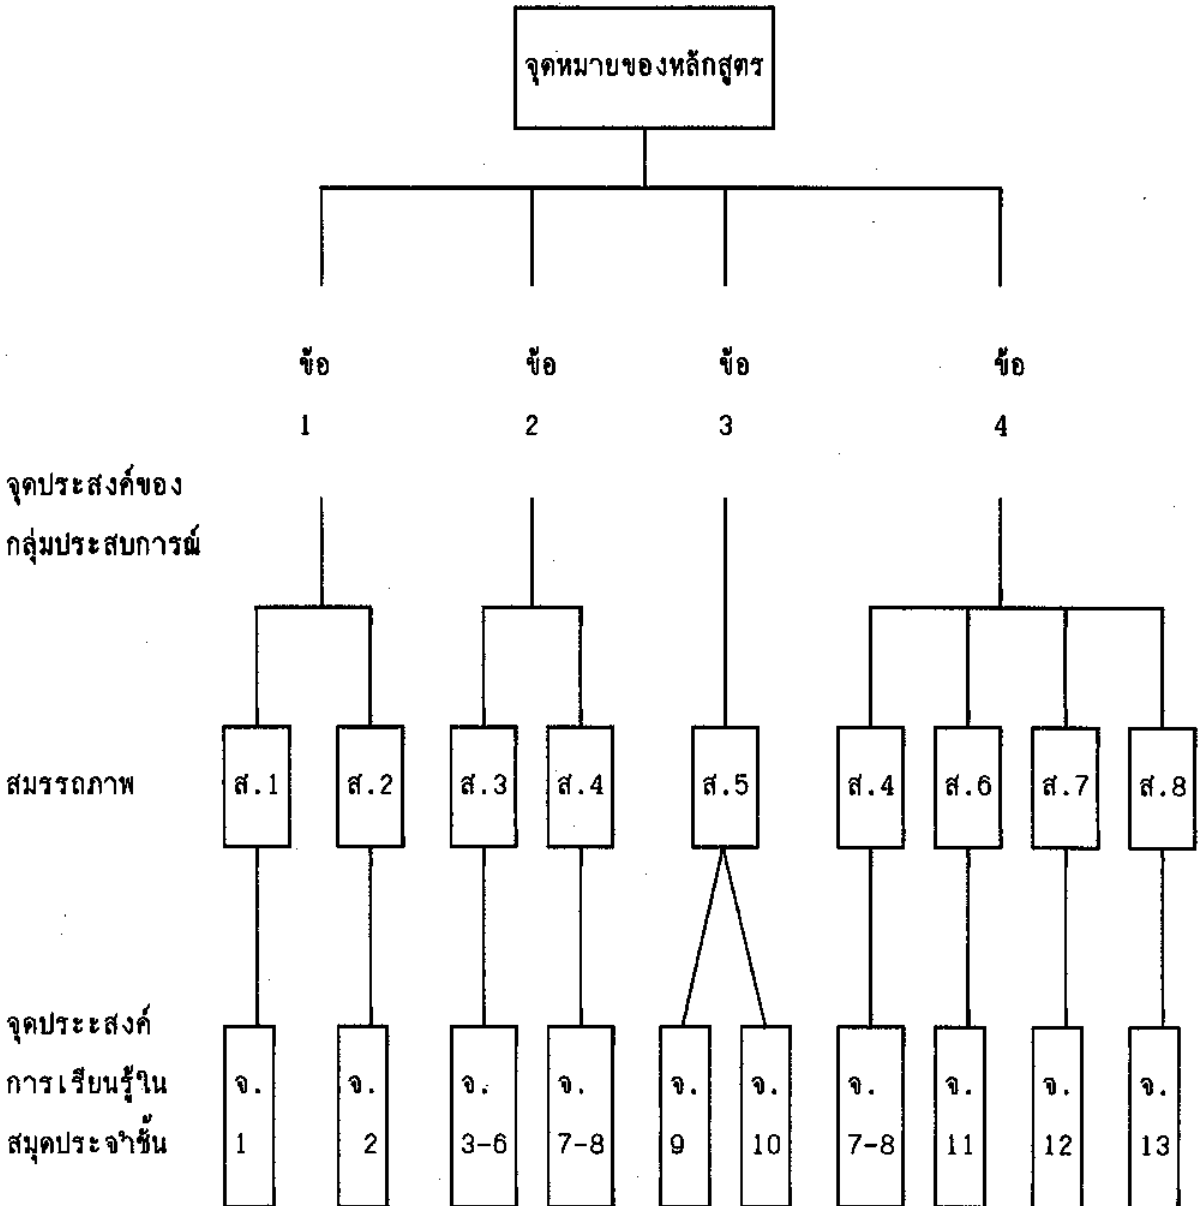 จุดหมายของหลักสูตร
ข้อ ข้อ ข้อ ข้อ
1 2 3 4
จุดประสงค์ของ
กลุ่มประสบการณ์
สมรรถภาพ ส.1 ส.2 ส.3 ส.4 ส.5 ส.4 ส.6 ส.7 ส.8
จุดประะสงค์
การเรียนรู้ใน จ. จ. จ. จ. จ. จ. จ. จ. จ. จ.
สมุดประจำชั้น 1 2 3-6 7-8 9 10 7-8 11 12 13